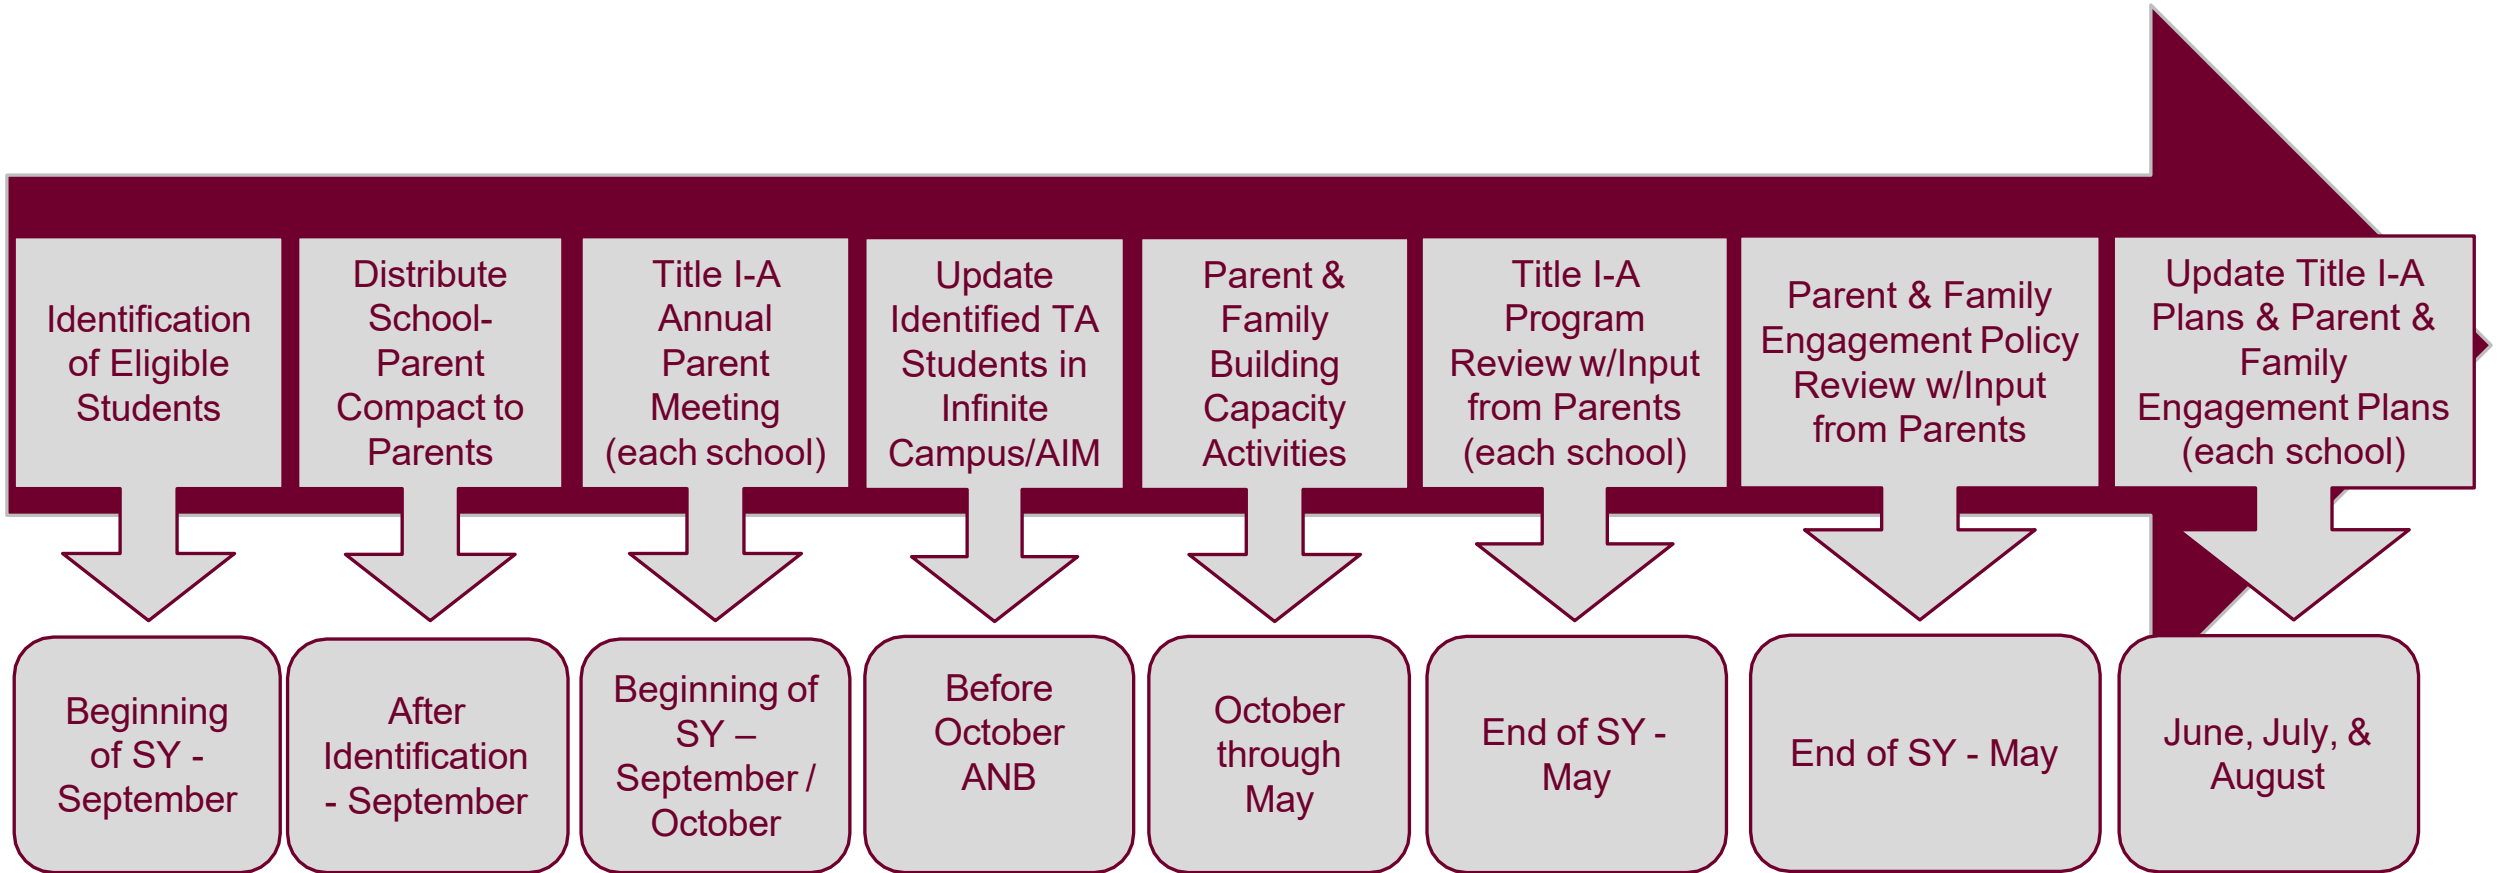 Identification
of Eligible
Students
Distribute
School-
Parent
Compact to
Parents
Title I-A
Annual
Parent
Meeting
(each school)
Update
Identified TA
Students in
Infinite
Campus/AIM
Parent &
Family
Building
Capacity
Activities
Title I-A
Program
Review w/Input
from Parents
(each school)
Parent & Family
Engagement Policy
Review w/Input
from Parents
Update Title I-A
Plans & Parent &
Family
Engagement Plans
(each school)
Beginning
of SY -
September
After
Identification
- September
Beginning of
SY –
September /
October
Before
October
ANB
October
through
May
End of SY -
May
End of SY - May
June, July, &
August